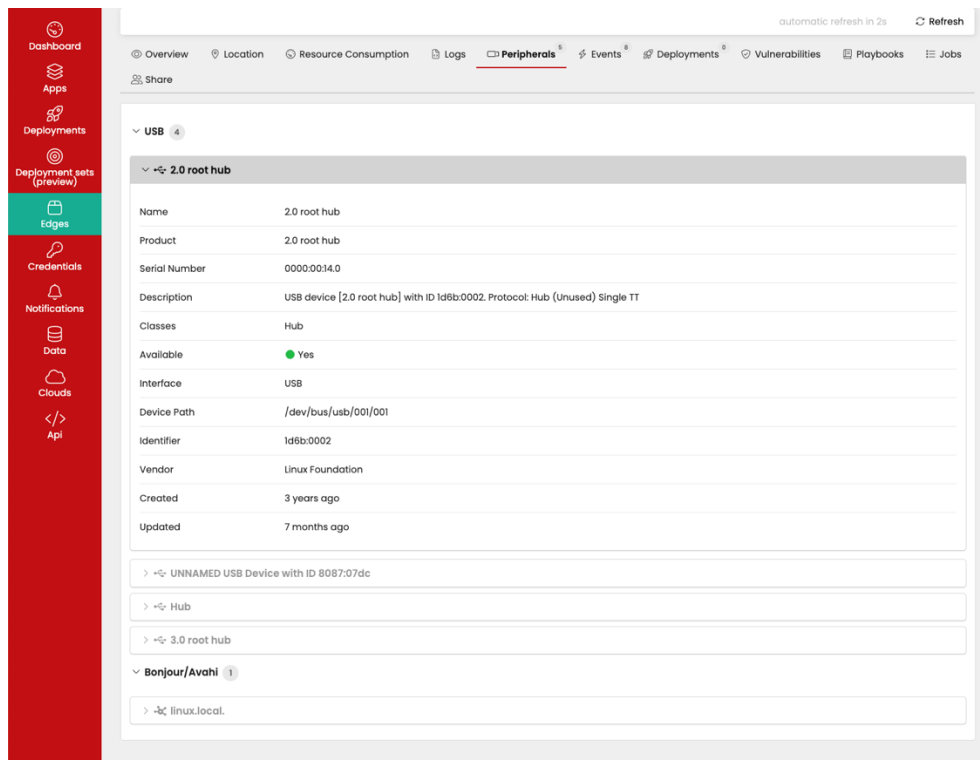 automatic refresh in 2s Refresh
Dashboard
Apps
Deployments
Deployment sets
(preview)
Edges
Credentials
Notifications
Data
Clouds
Api
Overview Location Resource Consumption Logs Peripherals 5 Events 8 Deployments 0 Vulnerabilities Playbooks Jobs
Share
USB 4
2.0 root hub
Name 2.0 root hub
Product 2.0 root hub
Serial Number 0000:00:14.0
Description USB device [2.0 root hub] with ID 1d6b:0002. Protocol: Hub (Unused) Single TT
Classes Hub
Available Yes
Interface USB
Device Path /dev/bus/usb/001/001
Identifier 1d6b:0002
Vendor Linux Foundation
Created 3 years ago
Updated 7 months ago
UNNAMED USB Device with ID 8087:07dc
Hub
3.0 root hub
Bonjour/Avahi 1
linux.local.